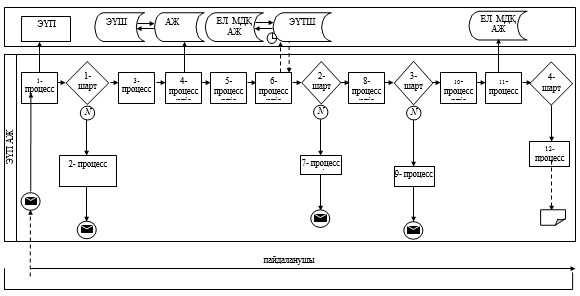 ЭҮП
ЭҮШ
АЖ
ЕЛ МДҚ
АЖ
ЭҮТШ
ЕЛ МДҚ
АЖ
ЭҮП АЖ
1-
процесс
1-
шарт
3-
процесс
4-
процесс
5-
процесс
6-
процесс
2-
шарт
8-
процесс
3-
шарт
10-
процесс
11-
процесс
4-
шарт
N
N
N
2- процесс
7- процесс
9- процесс
12-
процесс
пайдаланушы